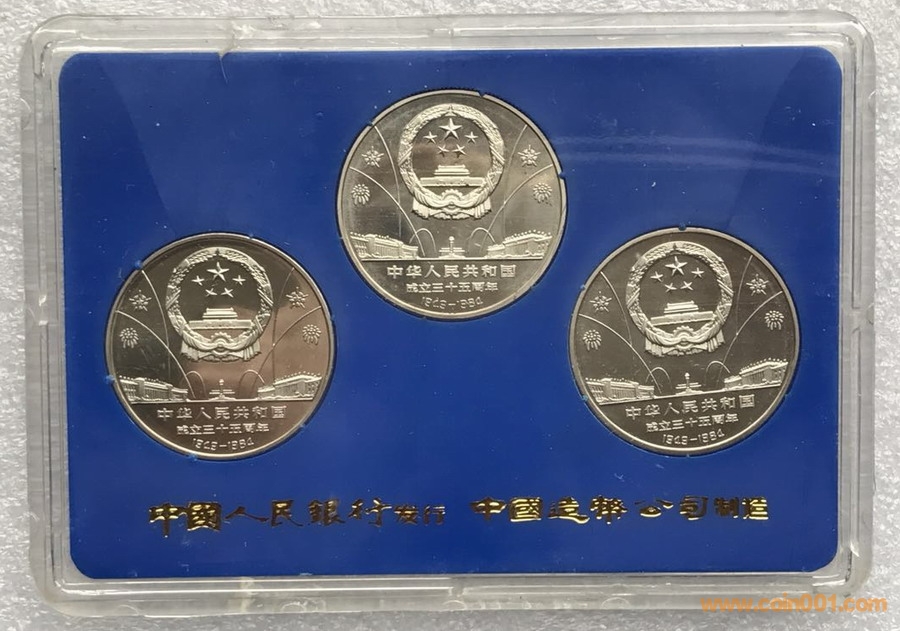 中华人民共和国
成立三十五周年
1949-1984
中华人民共和国
成立三十五周年
1949-1984
中华人民共和国
成立三十五周年
1949-1984
中國人民銀行发行 中國造幣公司制造
www.coin001.com